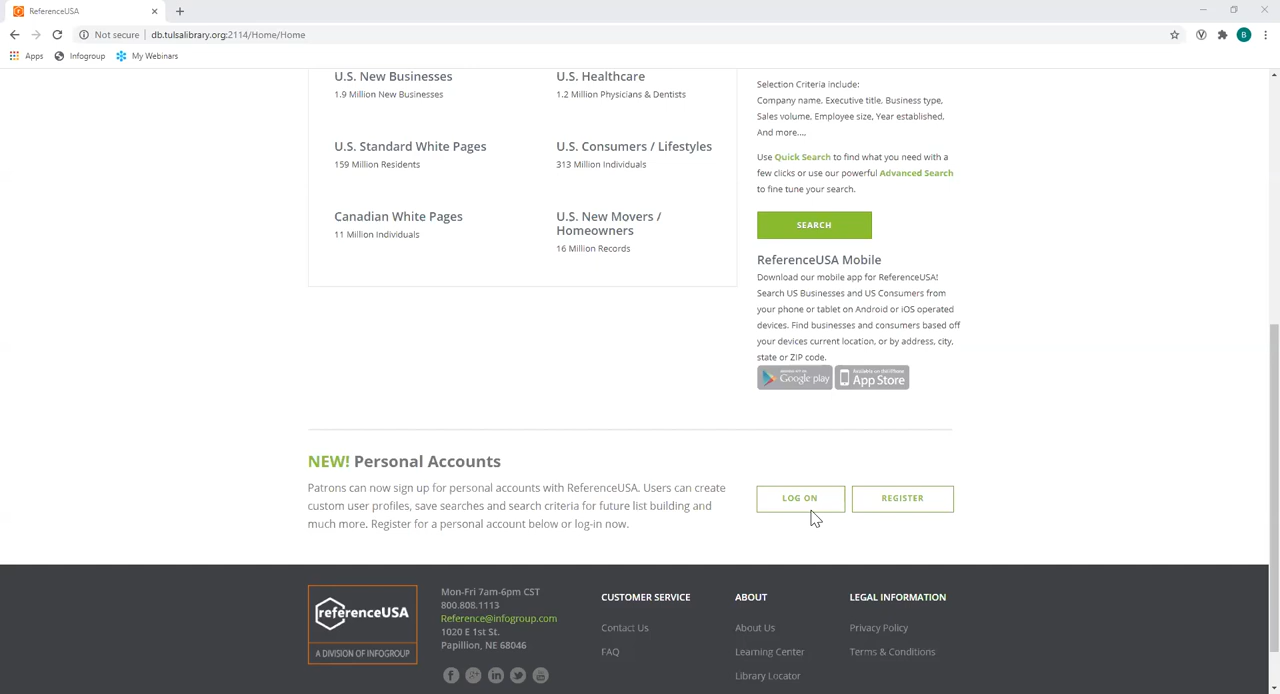 ReferenceUSA
Not secure db.tulsalibrary.org:2114/Home/Home
B
Apps Infogroup My Webinars
U.S. New Businesses
1.9 Million New Businesses
U.S. Healthcare
1.2 Million Physicians & Dentists
U.S. Standard White Pages
159 Million Residents
U.S. Consumers / Lifestyles
313 Million Individuals
Canadian White Pages
11 Million Individuals
U.S. New Movers /
Homeowners
16 Million Records
Selection Criteria include:
Company name, Executive title, Business type,
Sales volume, Employee size, Year established,
And more....
Use Quick Search to find what you need with a
few clicks or use our powerful Advanced Search
to fine tune your search.
SEARCH
ReferenceUSA Mobile
Download our mobile app for ReferenceUSA!
Search US Businesses and US Consumers from
your phone or tablet on Android or iOS operated
devices. Find businesses and consumers based off
your devices current location, or by address, city,
state or ZIP code.
Google play
Available on the iPhone
App Store
NEW! Personal Accounts
Patrons can now sign up for personal accounts with ReferenceUSA. Users can create
custom user profiles, save searches and search criteria for future list building and
much more. Register for a personal account below or log-in now.
LOG ON
REGISTER
referenceUSA
A DIVISION OF INFOGROUP
Mon-Fri 7am-6pm CST
800.808.1113
Reference@infogroup.com
1020 E 1st St.
Papillion, NE 68046
CUSTOMER SERVICE
Contact Us
FAQ
ABOUT
About Us
Learning Center
Library Locator
LEGAL INFORMATION
Privacy Policy
Terms & Conditions